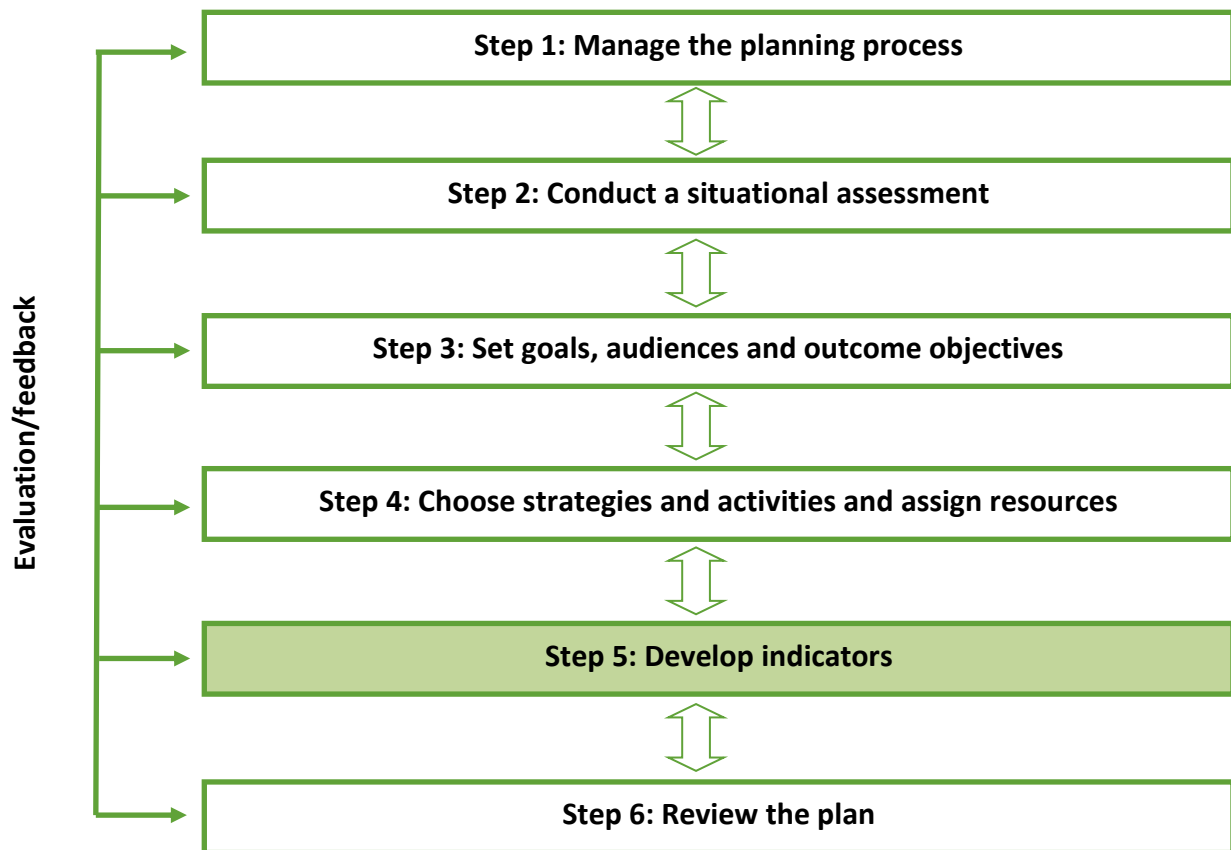 Step 1: Manage the planning process
Step 2: Conduct a situational assessment
Step 3: Set goals, audiences and outcome objectives
Step 4: Choose strategies and activities and assign resources
Step 5: Develop indicators
Step 6: Review the plan
Evaluation/feedback